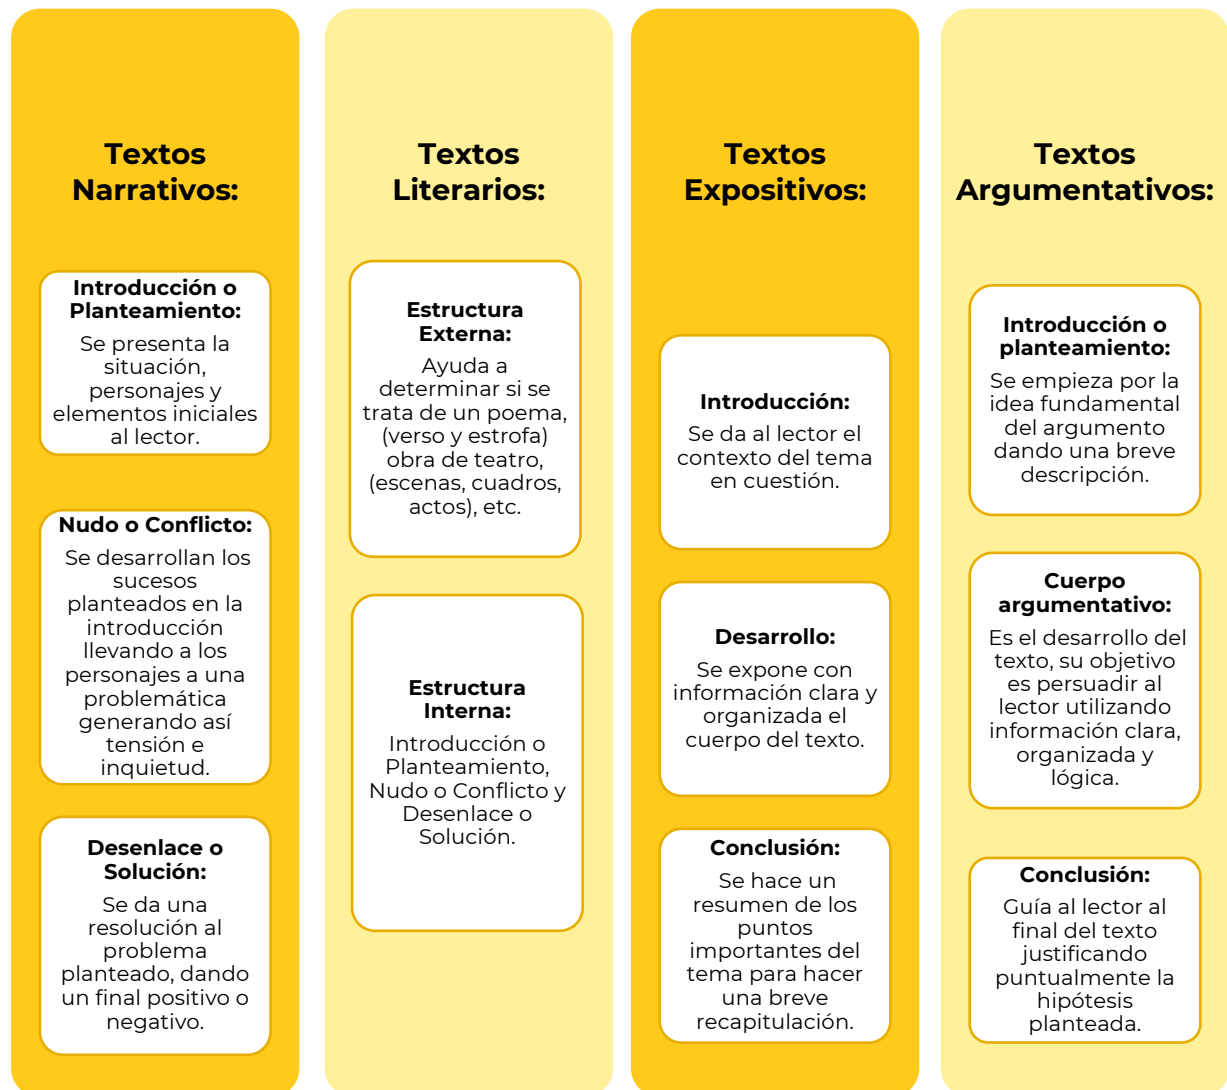 Textos
Narrativos:
Introducción o
Planteamiento:
Se presenta la
situación,
personajes y
elementos iniciales
al lector.
Nudo o Conflicto:
Se desarrollan los
sucesos
planteados en la
introducción
llevando a los
personajes a una
problemática
generando así
tensión e
inquietud.
Desenlace o
Solución:
Se da una
resolución al
problema
planteado, dando
un final positivo o
negativo.
Textos
Literarios:
Estructura
Externa:
Ayuda a
determinar si se
trata de un poema,
(verso y estrofa)
obra de teatro,
(escenas, cuadros,
actos), etc.
Estructura
Interna:
Introducción o
Planteamiento,
Nudo o Conflicto y
Desenlace o
Solución.
Textos
Expositivos:
Introducción:
Se da al lector el
contexto del tema
en cuestión.
Desarrollo:
Se expone con
información clara y
organizada el
cuerpo del texto.
Conclusión:
Se hace un
resumen de los
puntos
importantes del
tema para hacer
una breve
recapitulación.
Textos
Argumentativos:
Introducción o
planteamiento:
Se empieza por la
idea fundamental
del argumento
dando una breve
descripción.
Cuerpo
argumentativo:
Es el desarrollo del
texto, su objetivo
es persuadir al
lector utilizando
información clara,
organizada y
lógica.
Conclusión:
Guía al lector al
final del texto
justificando
puntualmente la
hipótesis
planteada.